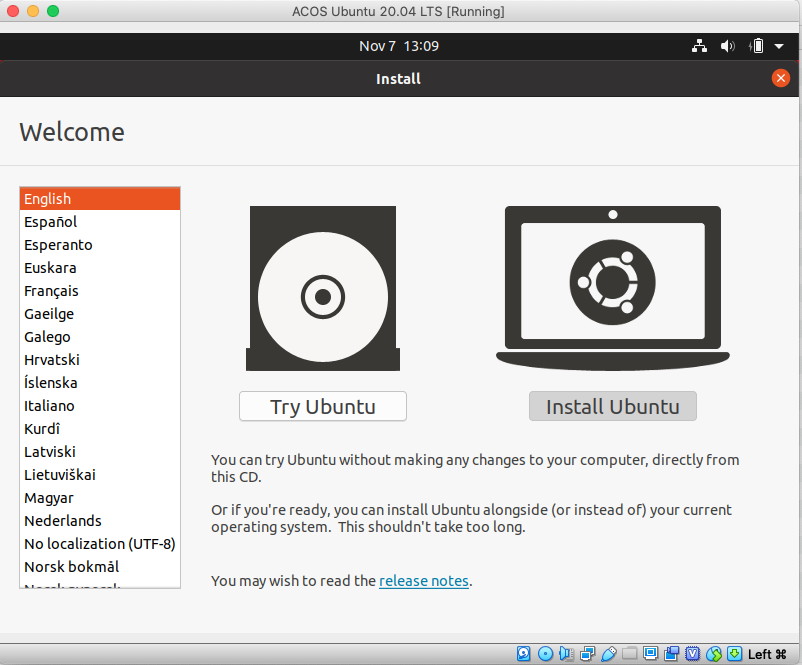 ACOS Ubuntu 20.04 LTS [Running]
Nov 7 13:09
Install
Welcome
English
Español
Esperanto
Euskara
Français
Gaeilge
Galego
Hrvatski
Íslenska
Italiano
Kurdî
Latviski
Lietuviškai
Magyar
Nederlands
No localization (UTF-8)
Norsk bokmål
Norsk nynorsk
Try Ubuntu
Install Ubuntu
You can try Ubuntu without making any changes to your computer, directly from
this CD.
Or if you're ready, you can install Ubuntu alongside (or instead of) your current
operating system. This shouldn't take too long.
You may wish to read the release notes.
Left ⌘